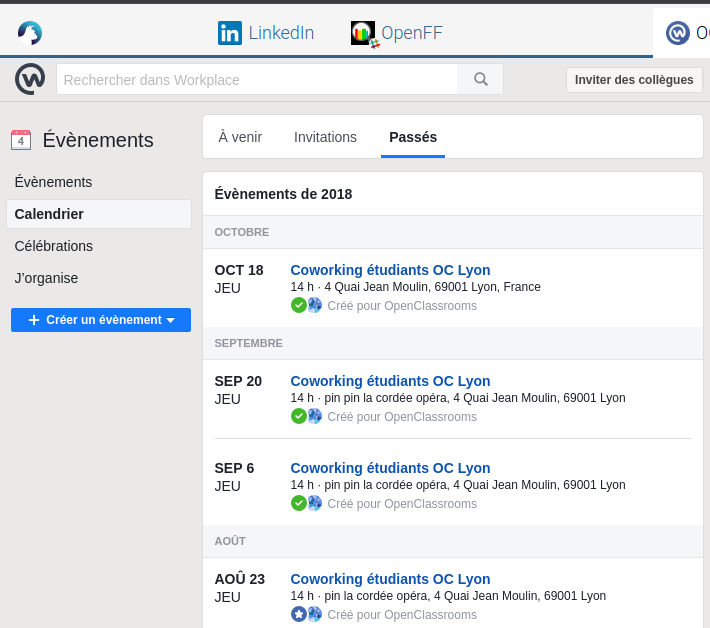 LinkedIn
OpenFF
Rechercher dans Workplace
Inviter des collègues
4 Évènements
À venir Invitations Passés
Évènements
Calendrier
Célébrations
J'organise
Créer un évènement
Évènements de 2018
OCTOBRE
OCT 18 Coworking étudiants OC Lyon
JEU 14 h · 4 Quai Jean Moulin, 69001 Lyon, France
Créé pour OpenClassrooms
SEPTEMBRE
SEP 20 Coworking étudiants OC Lyon
JEU 14 h · pin pin la cordée opéra, 4 Quai Jean Moulin, 69001 Lyon
Créé pour OpenClassrooms
SEP 6 Coworking étudiants OC Lyon
JEU 14 h · pin pin la cordée opéra, 4 Quai Jean Moulin, 69001 Lyon
Créé pour OpenClassrooms
AOÛT
AOÛ 23 Coworking étudiants OC Lyon
JEU 14 h · pin la cordée opéra, 4 Quai Jean Moulin, 69001 Lyon
Créé pour OpenClassrooms